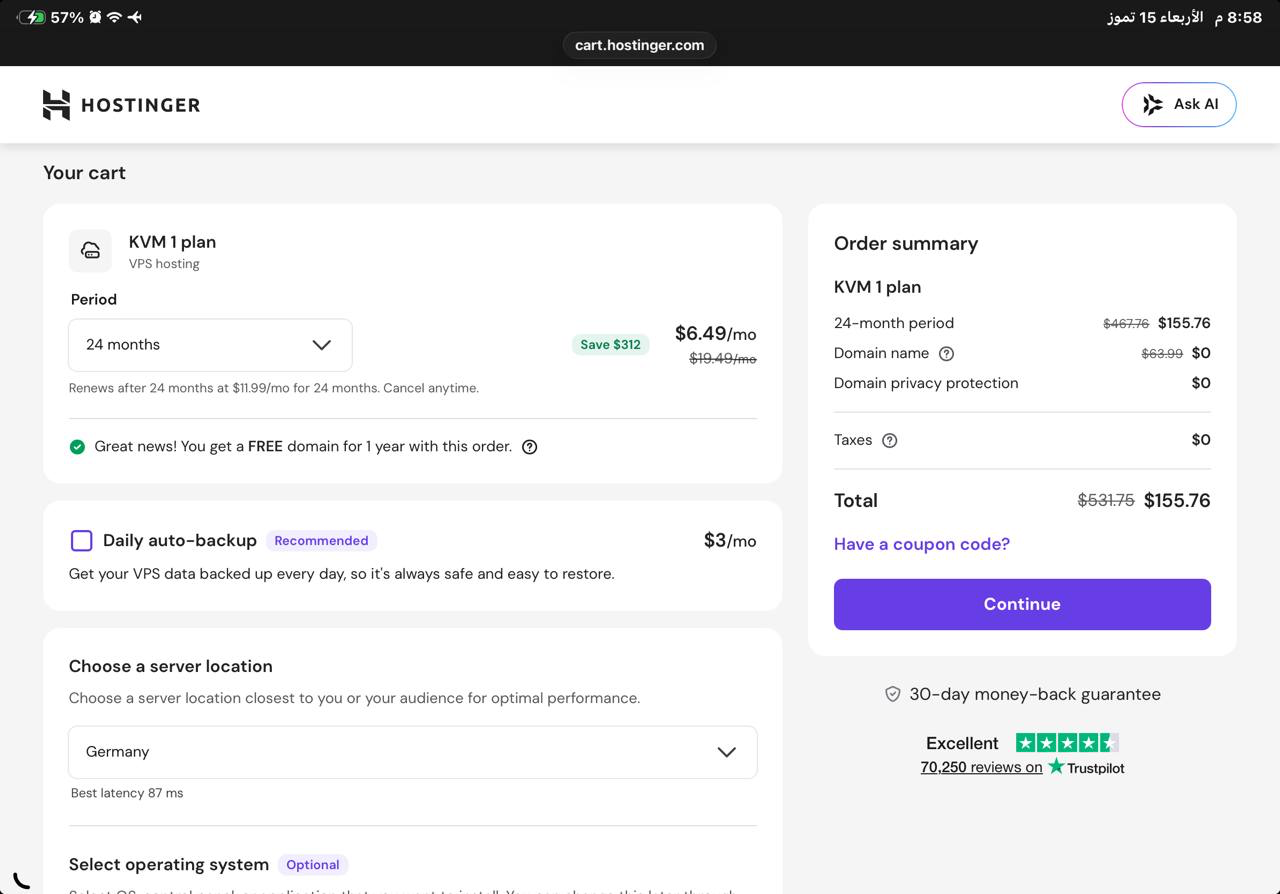 57%
8:58 م الأربعاء 15 تموز
cart.hostinger.com
HOSTINGER
Ask AI
Your cart
KVM 1 plan
VPS hosting
Period
24 months
Save $312
$6.49/mo
$19.49/mo
Renews after 24 months at $11.99/mo for 24 months. Cancel anytime.
Great news! You get a FREE domain for 1 year with this order.
Daily auto-backup Recommended
$3/mo
Get your VPS data backed up every day, so it's always safe and easy to restore.
Choose a server location
Choose a server location closest to you or your audience for optimal performance.
Germany
Best latency 87 ms
Select operating system Optional
Order summary
KVM 1 plan
24-month period $467.76 $155.76
Domain name $63.99 $0
Domain privacy protection $0
Taxes $0
Total $531.75 $155.76
Have a coupon code?
Continue
30-day money-back guarantee
Excellent
70,250 reviews on Trustpilot